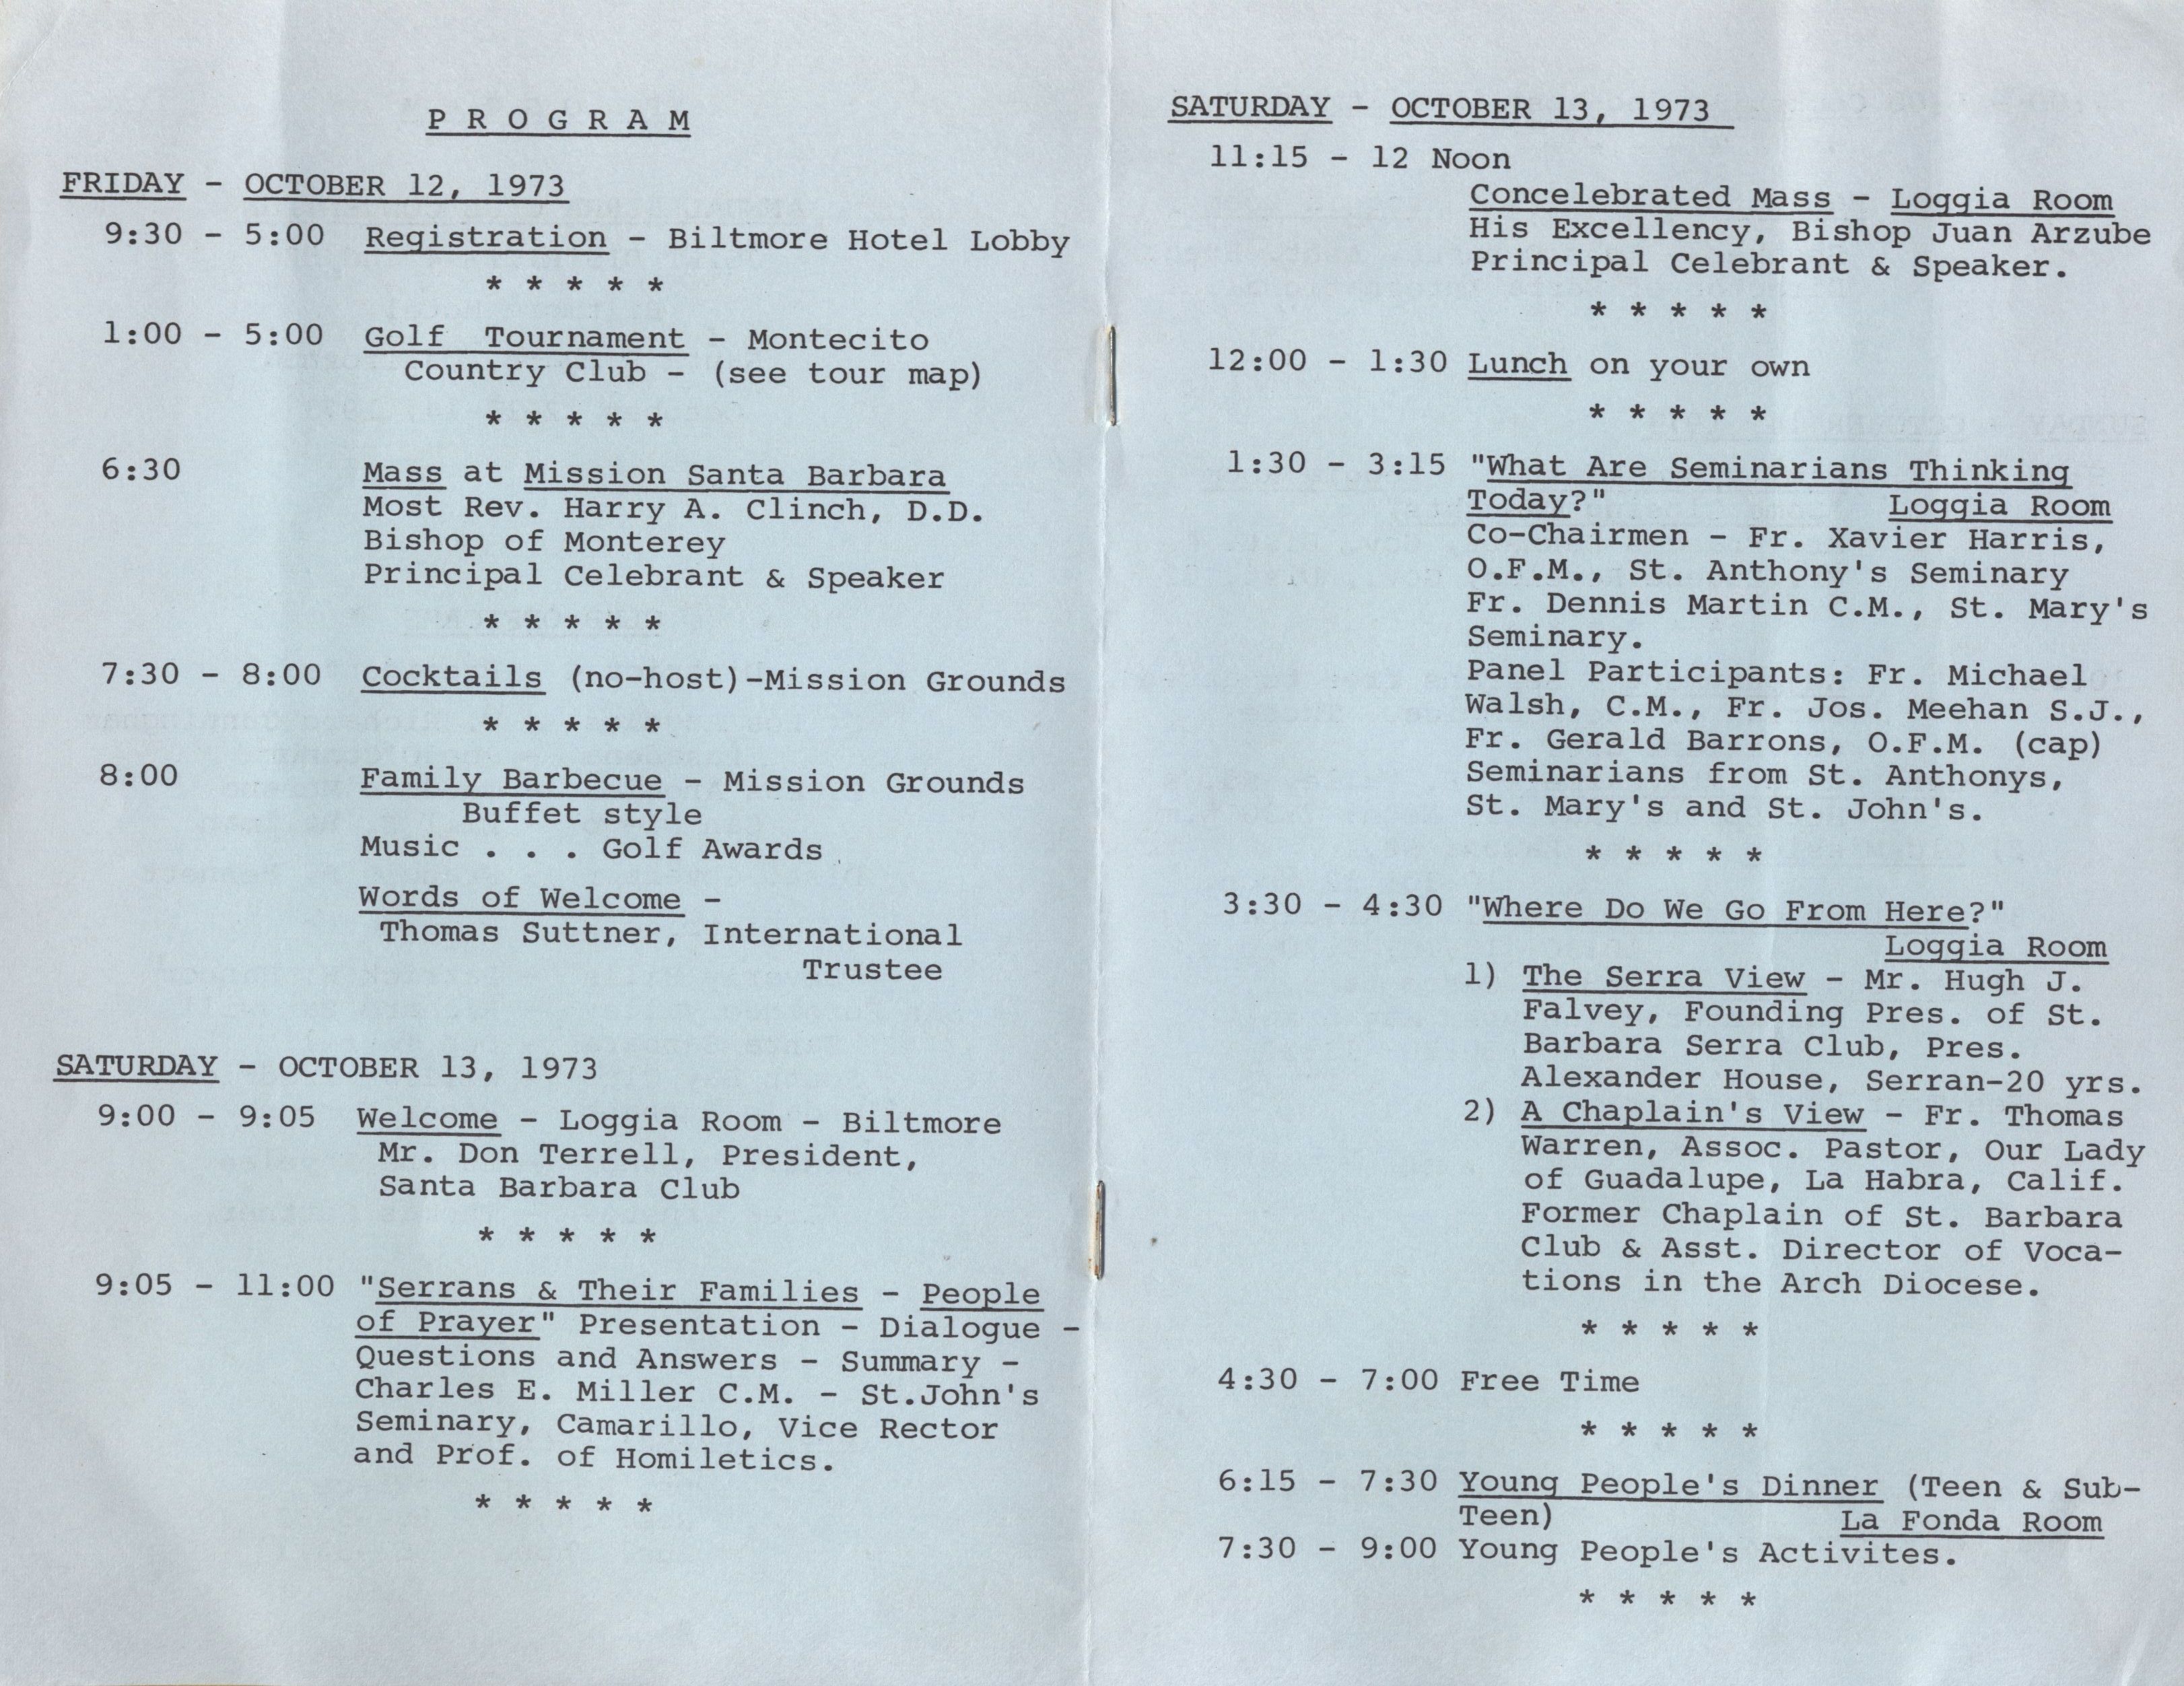 P R O G R A M
FRIDAY - OCTOBER 12, 1973
9:30 - 5:00 Registration - Biltmore Hotel Lobby
* * * * *
1:00 - 5:00 Golf Tournament - Montecito
Country Club - (see tour map)
* * * * *
6:30 Mass at Mission Santa Barbara
Most Rev. Harry A. Clinch, D.D.
Bishop of Monterey
Principal Celebrant & Speaker
* * * * *
7:30 - 8:00 Cocktails (no-host)-Mission Grounds
* * * * *
8:00 Family Barbecue - Mission Grounds
Buffet style
Music . . . Golf Awards
Words of Welcome -
Thomas Suttner, International
Trustee
SATURDAY - OCTOBER 13, 1973
9:00 - 9:05 Welcome - Loggia Room - Biltmore
Mr. Don Terrell, President,
Santa Barbara Club
* * * * *
9:05 - 11:00 "Serrans & Their Families - People
of Prayer" Presentation - Dialogue -
Questions and Answers - Summary -
Charles E. Miller C.M. - St.John's
Seminary, Camarillo, Vice Rector
and Prof. of Homiletics.
* * * * *
SATURDAY - OCTOBER 13, 1973
11:15 - 12 Noon
Concelebrated Mass - Loggia Room
His Excellency, Bishop Juan Arzube
Principal Celebrant & Speaker.
* * * * *
12:00 - 1:30 Lunch on your own
* * * * *
1:30 - 3:15 "What Are Seminarians Thinking
Today?" Loggia Room
Co-Chairmen - Fr. Xavier Harris,
O.F.M., St. Anthony's Seminary
Fr. Dennis Martin C.M., St. Mary's
Seminary.
Panel Participants: Fr. Michael
Walsh, C.M., Fr. Jos. Meehan S.J.,
Fr. Gerald Barrons, O.F.M. (cap)
Seminarians from St. Anthonys,
St. Mary's and St. John's.
* * * * *
3:30 - 4:30 "Where Do We Go From Here?"
Loggia Room
1) The Serra View - Mr. Hugh J.
Falvey, Founding Pres. of St.
Barbara Serra Club, Pres.
Alexander House, Serran-20 yrs.
2) A Chaplain's View - Fr. Thomas
Warren, Assoc. Pastor, Our Lady
of Guadalupe, La Habra, Calif.
Former Chaplain of St. Barbara
Club & Asst. Director of Voca-
tions in the Arch Diocese.
* * * * *
4:30 - 7:00 Free Time
* * * * *
6:15 - 7:30 Young People's Dinner (Teen & Sub-
Teen) La Fonda Room
7:30 - 9:00 Young People's Activites.
* * * * *